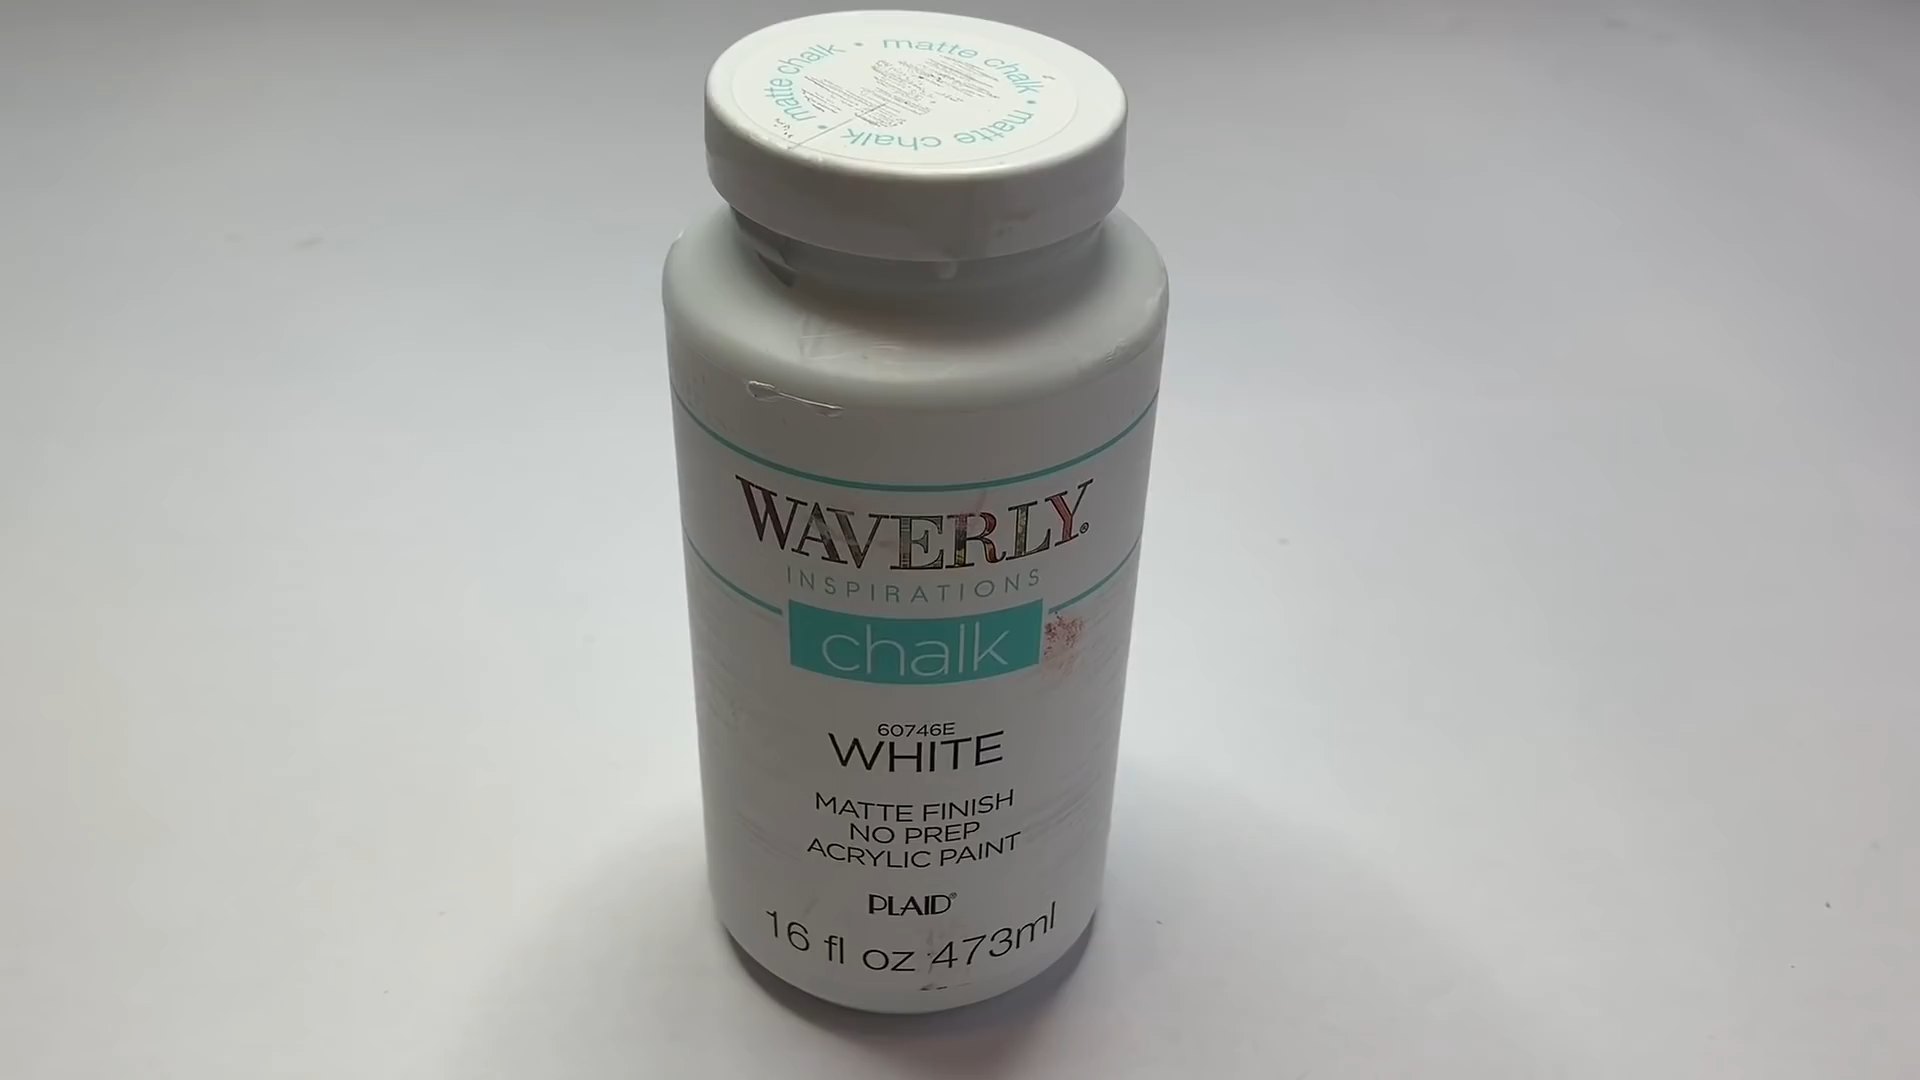 matte chalk • matte chalk • matte chalk •
WAVERLY®
INSPIRATIONS
chalk
60746E
WHITE
MATTE FINISH
NO PREP
ACRYLIC PAINT
PLAID®
16 fl oz 473ml